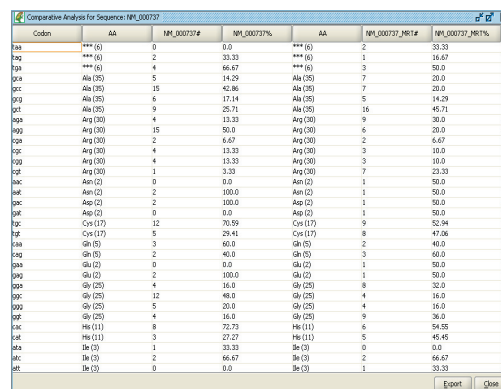 Comparative Analysis for Sequence: NM_000737
Codon AA NM_000737# NM_000737% AA NM_000737_MRT# NM_000737_MRT%
taa *** (6) 0 0.0 *** (6) 2 33.33
tag *** (6) 2 33.33 *** (6) 1 16.67
tga *** (6) 4 66.67 *** (6) 3 50.0
gca Ala (35) 5 14.29 Ala (35) 7 20.0
gcc Ala (35) 15 42.86 Ala (35) 7 20.0
gcg Ala (35) 6 17.14 Ala (35) 5 14.29
gct Ala (35) 9 25.71 Ala (35) 16 45.71
aga Arg (30) 4 13.33 Arg (30) 9 30.0
agg Arg (30) 15 50.0 Arg (30) 6 20.0
cga Arg (30) 2 6.67 Arg (30) 2 6.67
cgc Arg (30) 4 13.33 Arg (30) 3 10.0
cgg Arg (30) 4 13.33 Arg (30) 3 10.0
cgt Arg (30) 1 3.33 Arg (30) 7 23.33
aac Asn (2) 0 0.0 Asn (2) 1 50.0
aat Asn (2) 2 100.0 Asn (2) 1 50.0
gac Asp (2) 2 100.0 Asp (2) 1 50.0
gat Asp (2) 0 0.0 Asp (2) 1 50.0
tgc Cys (17) 12 70.59 Cys (17) 9 52.94
tgt Cys (17) 5 29.41 Cys (17) 8 47.06
caa Gln (5) 3 60.0 Gln (5) 2 40.0
cag Gln (5) 2 40.0 Gln (5) 3 60.0
gaa Glu (2) 0 0.0 Glu (2) 1 50.0
gag Glu (2) 2 100.0 Glu (2) 1 50.0
gga Gly (25) 4 16.0 Gly (25) 8 32.0
ggc Gly (25) 12 48.0 Gly (25) 4 16.0
ggg Gly (25) 5 20.0 Gly (25) 4 16.0
ggt Gly (25) 4 16.0 Gly (25) 9 36.0
cac His (11) 8 72.73 His (11) 6 54.55
cat His (11) 3 27.27 His (11) 5 45.45
ata Ile (3) 1 33.33 Ile (3) 0 0.0
atc Ile (3) 2 66.67 Ile (3) 2 66.67
att Ile (3) 0 0.0 Ile (3) 1 33.33
Export Close